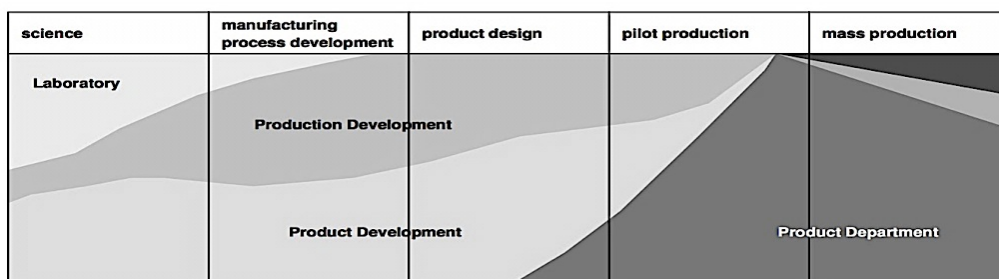 science
manufacturing
process development
product design
pilot production
mass production
Laboratory
Production Development
Product Development
Product Department